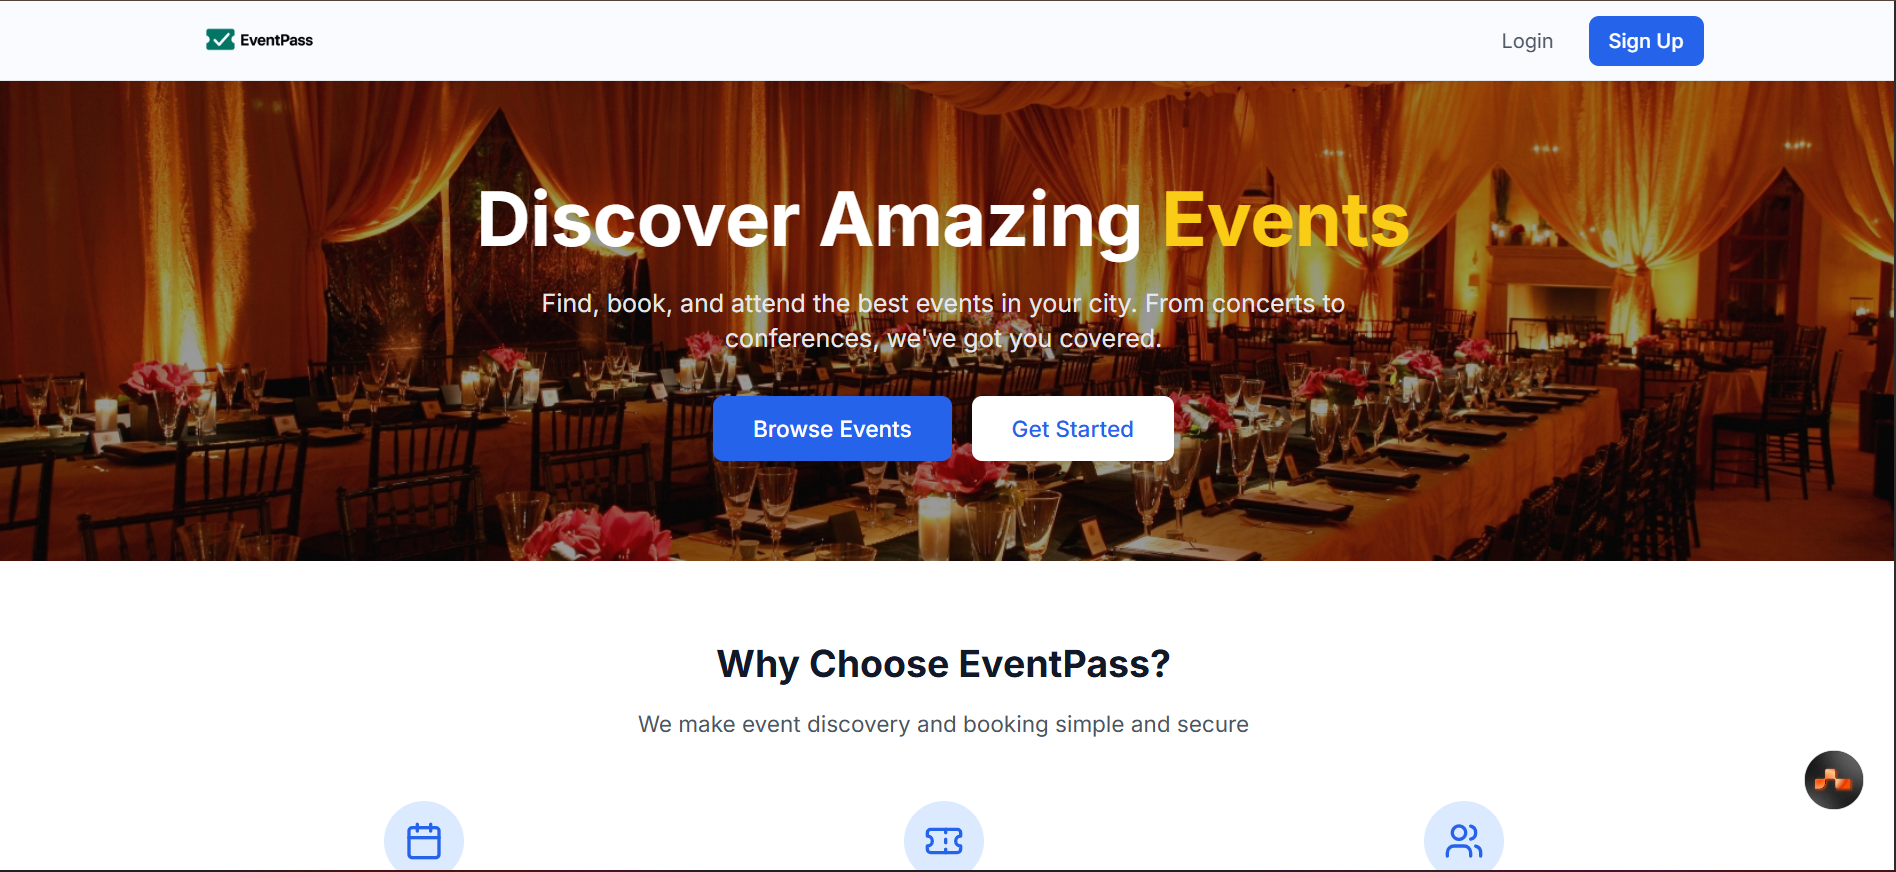 EventPass
Login
Sign Up
Discover Amazing Events
Find, book, and attend the best events in your city. From concerts to
conferences, we've got you covered.
Browse Events
Get Started
Why Choose EventPass?
We make event discovery and booking simple and secure